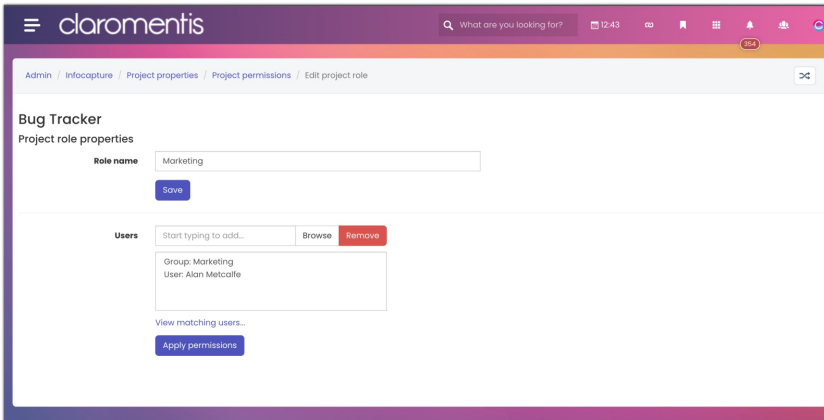 claromentis
What are you looking for?
12:43
354
Admin / Infocapture / Project properties / Project permissions / Edit project role
Bug Tracker
Project role properties
Role name
Marketing
Save
Users
Start typing to add...
Browse
Remove
Group: Marketing
User: Alan Metcalfe
View matching users...
Apply permissions